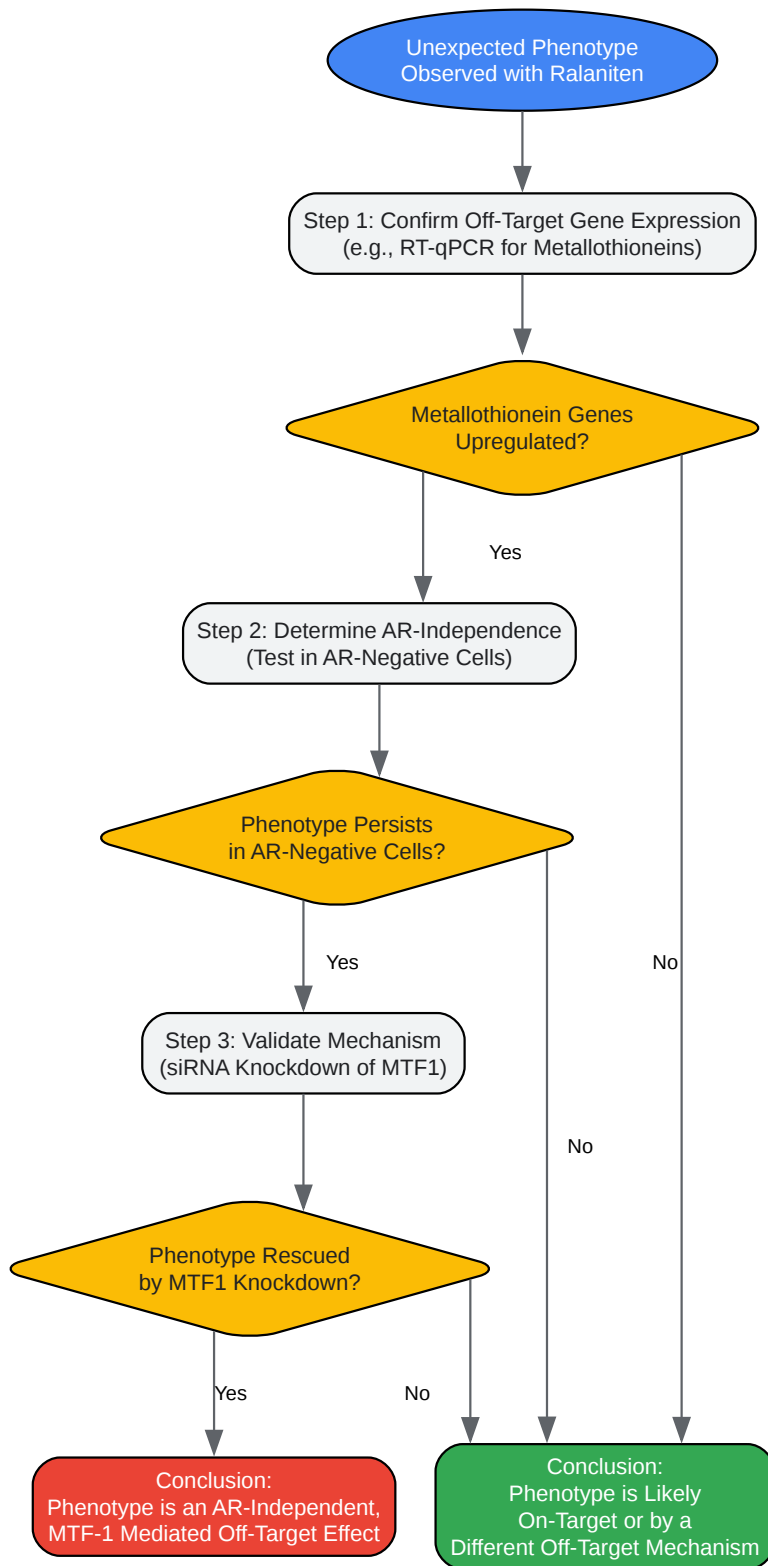 Unexpected Phenotype
Observed with Ralaniten
Step 1: Confirm Off-Target Gene Expression
(e.g., RT-qPCR for Metallothioneins)
Metallothionein Genes
Upregulated?
Yes
Step 2: Determine AR-Independence
(Test in AR-Negative Cells)
Phenotype Persists
in AR-Negative Cells?
Yes
No
Step 3: Validate Mechanism
(siRNA Knockdown of MTF1)
No
Phenotype Rescued
by MTF1 Knockdown?
Yes
No
Conclusion:
Phenotype is an AR-Independent,
MTF-1 Mediated Off-Target Effect
Conclusion:
Phenotype is Likely
On-Target or by a
Different Off-Target Mechanism